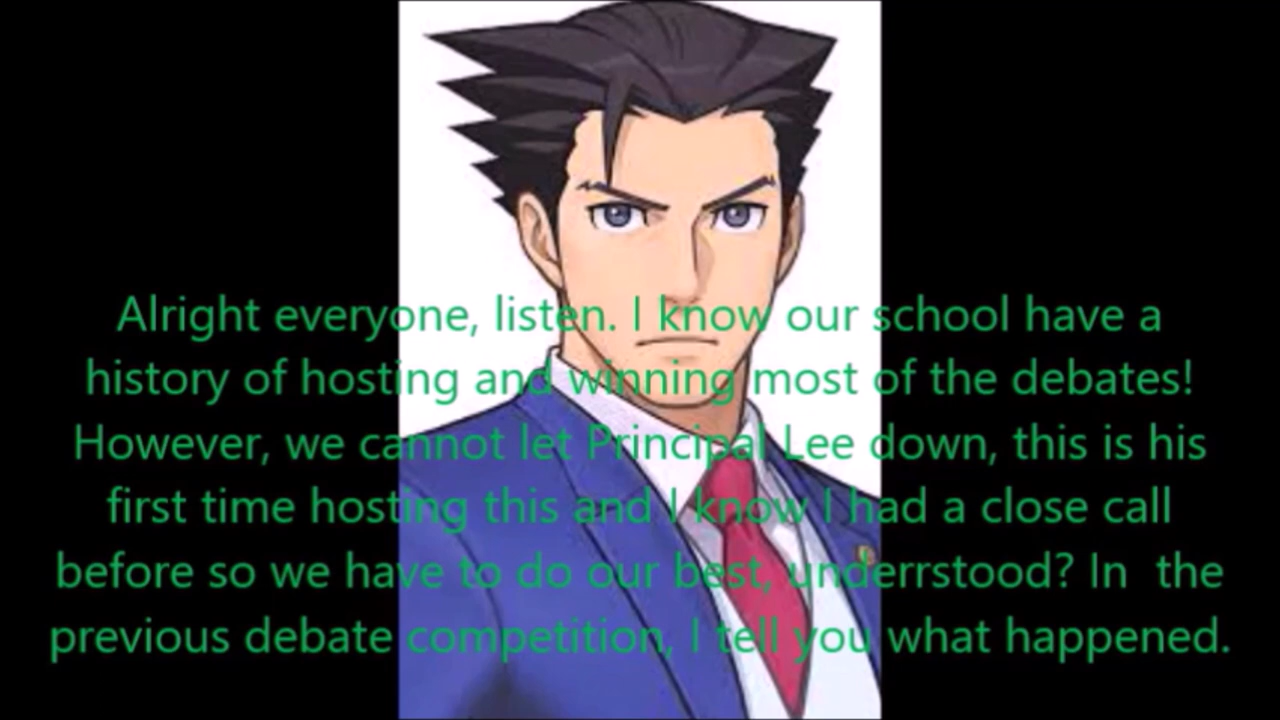 Alright everyone, listen. I know our school have a
history of hosting and winning most of the debates!
However, we cannot let Principal Lee down, this is his
first time hosting this and I know I had a close call
before so we have to do our best, underrstood? In  the
previous debate competition, I tell you what happened.